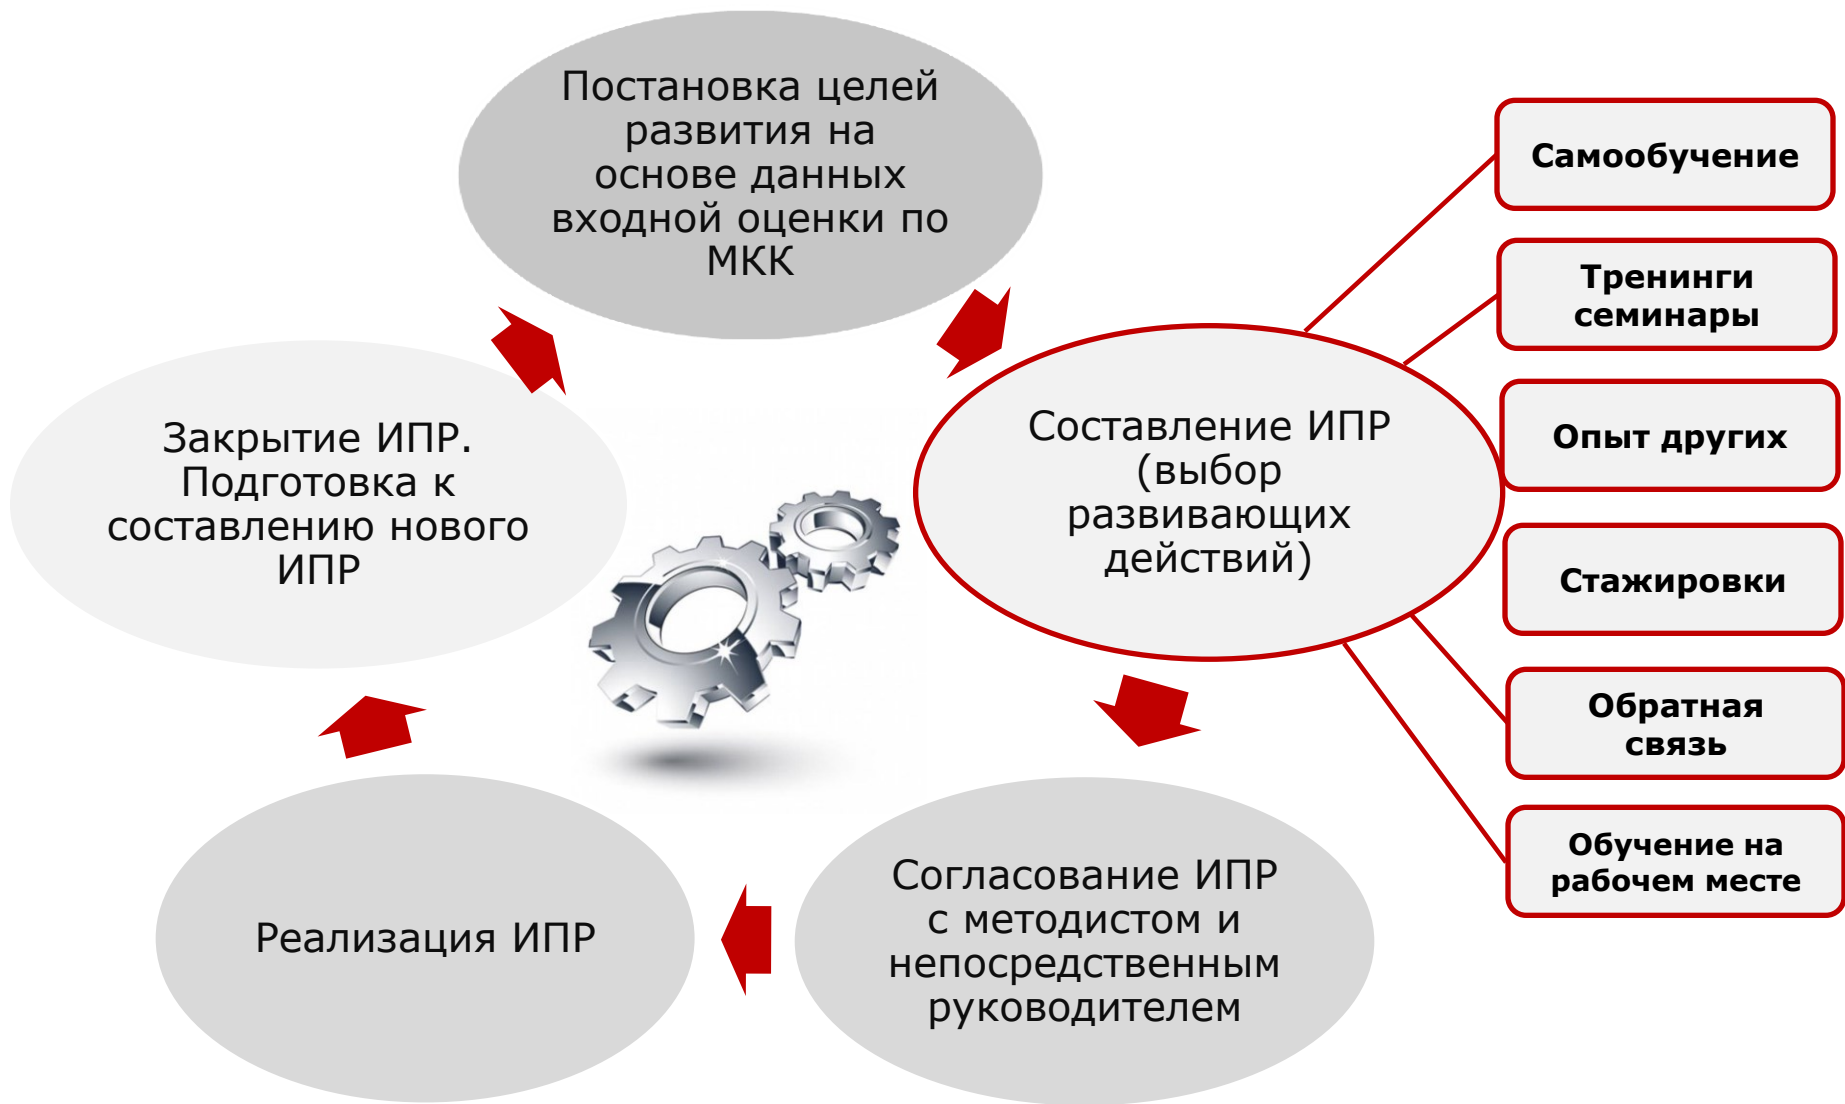 Постановка целей
развития на
основе данных
входной оценки по
МКК
Составление ИПР
(выбор
развивающих
действий)
Согласование ИПР
с методистом и
непосредственным
руководителем
Реализация ИПР
Закрытие ИПР.
Подготовка к
составлению нового
ИПР
Самообучение
Тренинги
семинары
Опыт других
Стажировки
Обратная
связь
Обучение на
рабочем месте